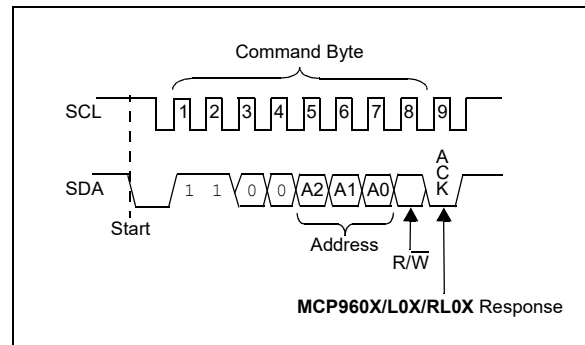 Command Byte
SCL 1 2 3 4 5 6 7 8 9
SDA 1 1 0 0 A2 A1 A0 ACK
Start
Address
R/W̅
MCP960X/L0X/RL0X Response